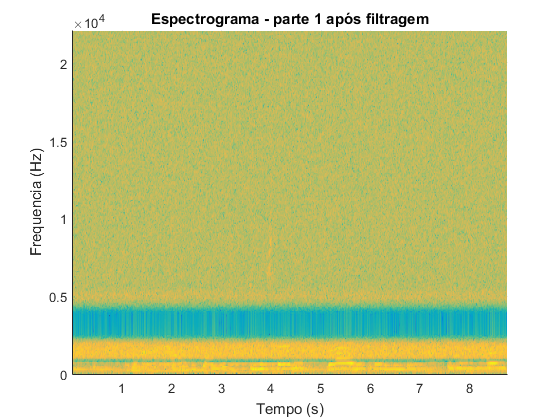 Espectrograma - parte 1 após filtragem
×10⁴
2
1.5
1
0.5
0
Frequencia (Hz)
1 2 3 4 5 6 7 8
Tempo (s)